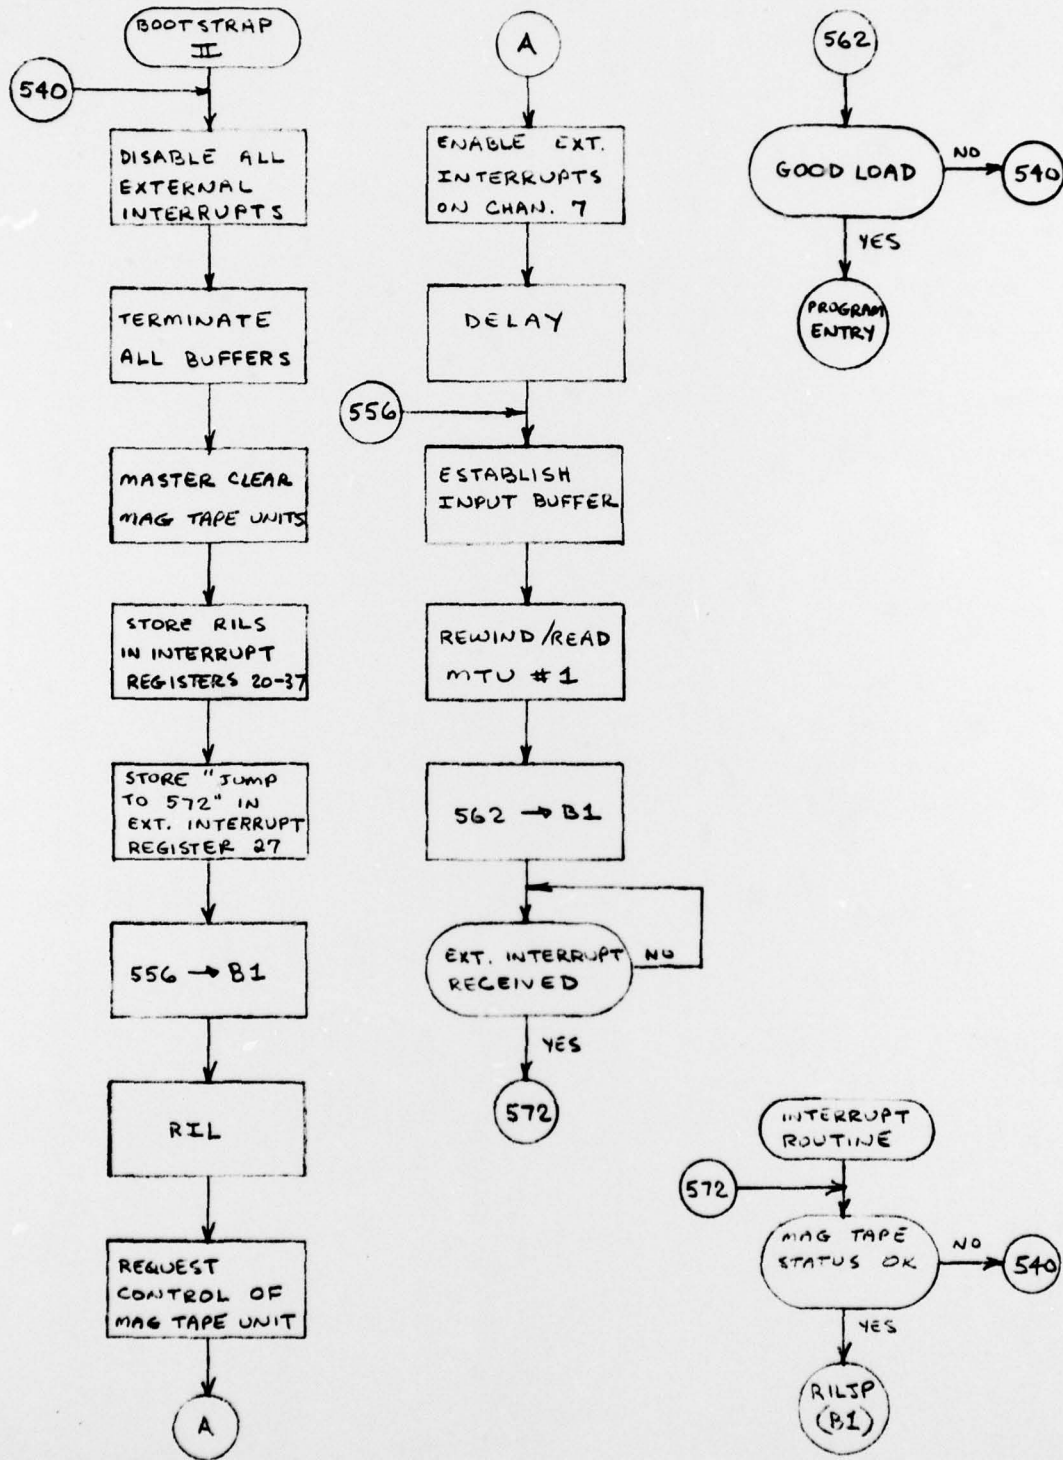 BOOTSTRAP
II
540
DISABLE ALL
EXTERNAL
INTERRUPTS
TERMINATE
ALL BUFFERS
MASTER CLEAR
MAG TAPE UNITS
STORE RILS
IN INTERRUPT
REGISTERS 20-37
STORE "JUMP
TO 572" IN
EXT. INTERRUPT
REGISTER 27
556 → B1
RIL
REQUEST
CONTROL OF
MAG TAPE UNIT
A
A
ENABLE EXT.
INTERRUPTS
ON CHAN. 7
DELAY
556
ESTABLISH
INPUT BUFFER
REWIND/READ
MTU #1
562 → B1
EXT. INTERRUPT
RECEIVED
NO
YES
572
562
GOOD LOAD
NO
540
YES
PROGRAM
ENTRY
INTERRUPT
ROUTINE
572
MAG TAPE
STATUS OK
NO
540
YES
RILJP
(B1)